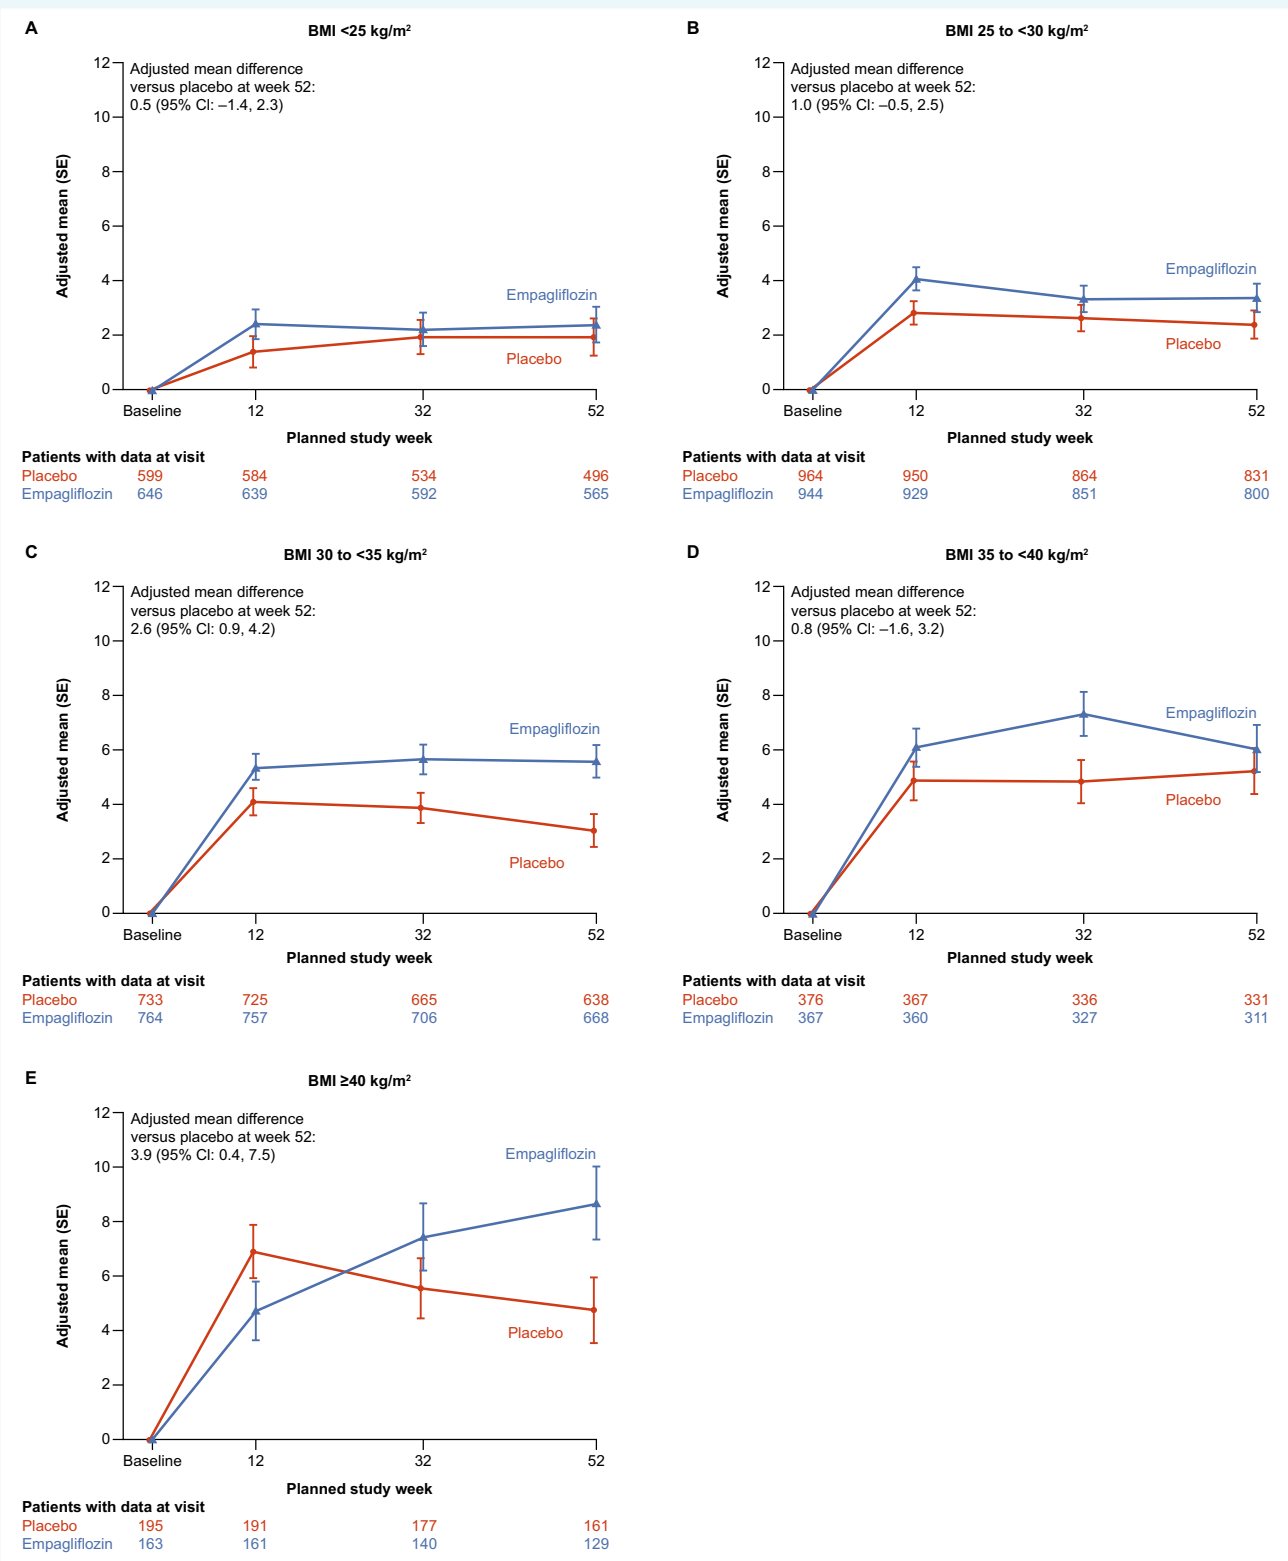 A
BMI <25 kg/m²
Adjusted mean difference
versus placebo at week 52:
0.5 (95% CI: –1.4, 2.3)
Adjusted mean (SE)
12
10
8
6
4
2
0
Empagliflozin
Placebo
Baseline 12 32 52
Planned study week
Patients with data at visit
Placebo 599 584 534 496
Empagliflozin 646 639 592 565
B
BMI 25 to <30 kg/m²
Adjusted mean difference
versus placebo at week 52:
1.0 (95% CI: –0.5, 2.5)
Adjusted mean (SE)
12
10
8
6
4
2
0
Empagliflozin
Placebo
Baseline 12 32 52
Planned study week
Patients with data at visit
Placebo 964 950 864 831
Empagliflozin 944 929 851 800
C
BMI 30 to <35 kg/m²
Adjusted mean difference
versus placebo at week 52:
2.6 (95% CI: 0.9, 4.2)
Adjusted mean (SE)
12
10
8
6
4
2
0
Empagliflozin
Placebo
Baseline 12 32 52
Planned study week
Patients with data at visit
Placebo 733 725 665 638
Empagliflozin 764 757 706 668
D
BMI 35 to <40 kg/m²
Adjusted mean difference
versus placebo at week 52:
0.8 (95% CI: –1.6, 3.2)
Adjusted mean (SE)
12
10
8
6
4
2
0
Empagliflozin
Placebo
Baseline 12 32 52
Planned study week
Patients with data at visit
Placebo 376 367 336 331
Empagliflozin 367 360 327 311
E
BMI ≥40 kg/m²
Adjusted mean difference
versus placebo at week 52:
3.9 (95% CI: 0.4, 7.5)
Adjusted mean (SE)
12
10
8
6
4
2
0
Empagliflozin
Placebo
Baseline 12 32 52
Planned study week
Patients with data at visit
Placebo 195 191 177 161
Empagliflozin 163 161 140 129